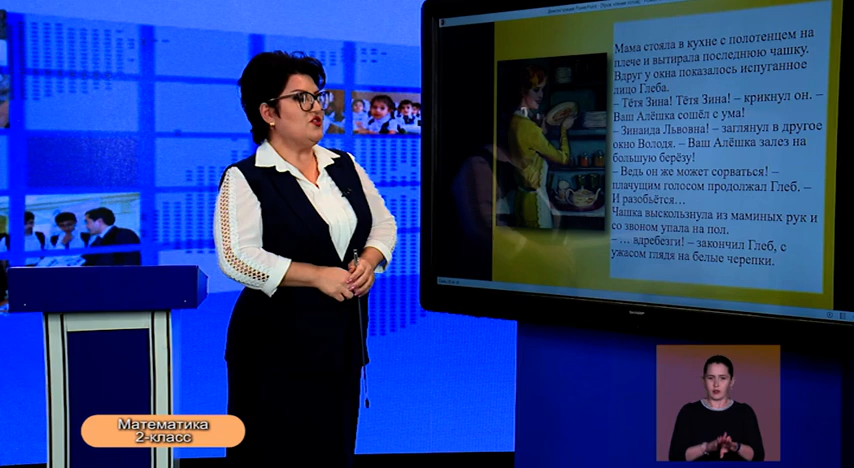 Мама стояла в кухне с полотенцем на
плече и вытирала последнюю чашку.
Вдруг у окна показалось испуганное
лицо Глеба.
– Тётя Зина! Тётя Зина! – крикнул он. –
Ваш Алёшка сошёл с ума!
– Зинаида Львовна! – заглянул в другое
окно Володя. – Ваш Алёшка залез на
большую берёзу!
– Ведь он же может сорваться! –
плачущим голосом продолжал Глеб. –
И разобьётся…
Чашка выскользнула из маминых рук и
со звоном упала на пол.
– … вдребезги! – закончил Глеб, с
ужасом глядя на белые черепки.
Математика
2-класс